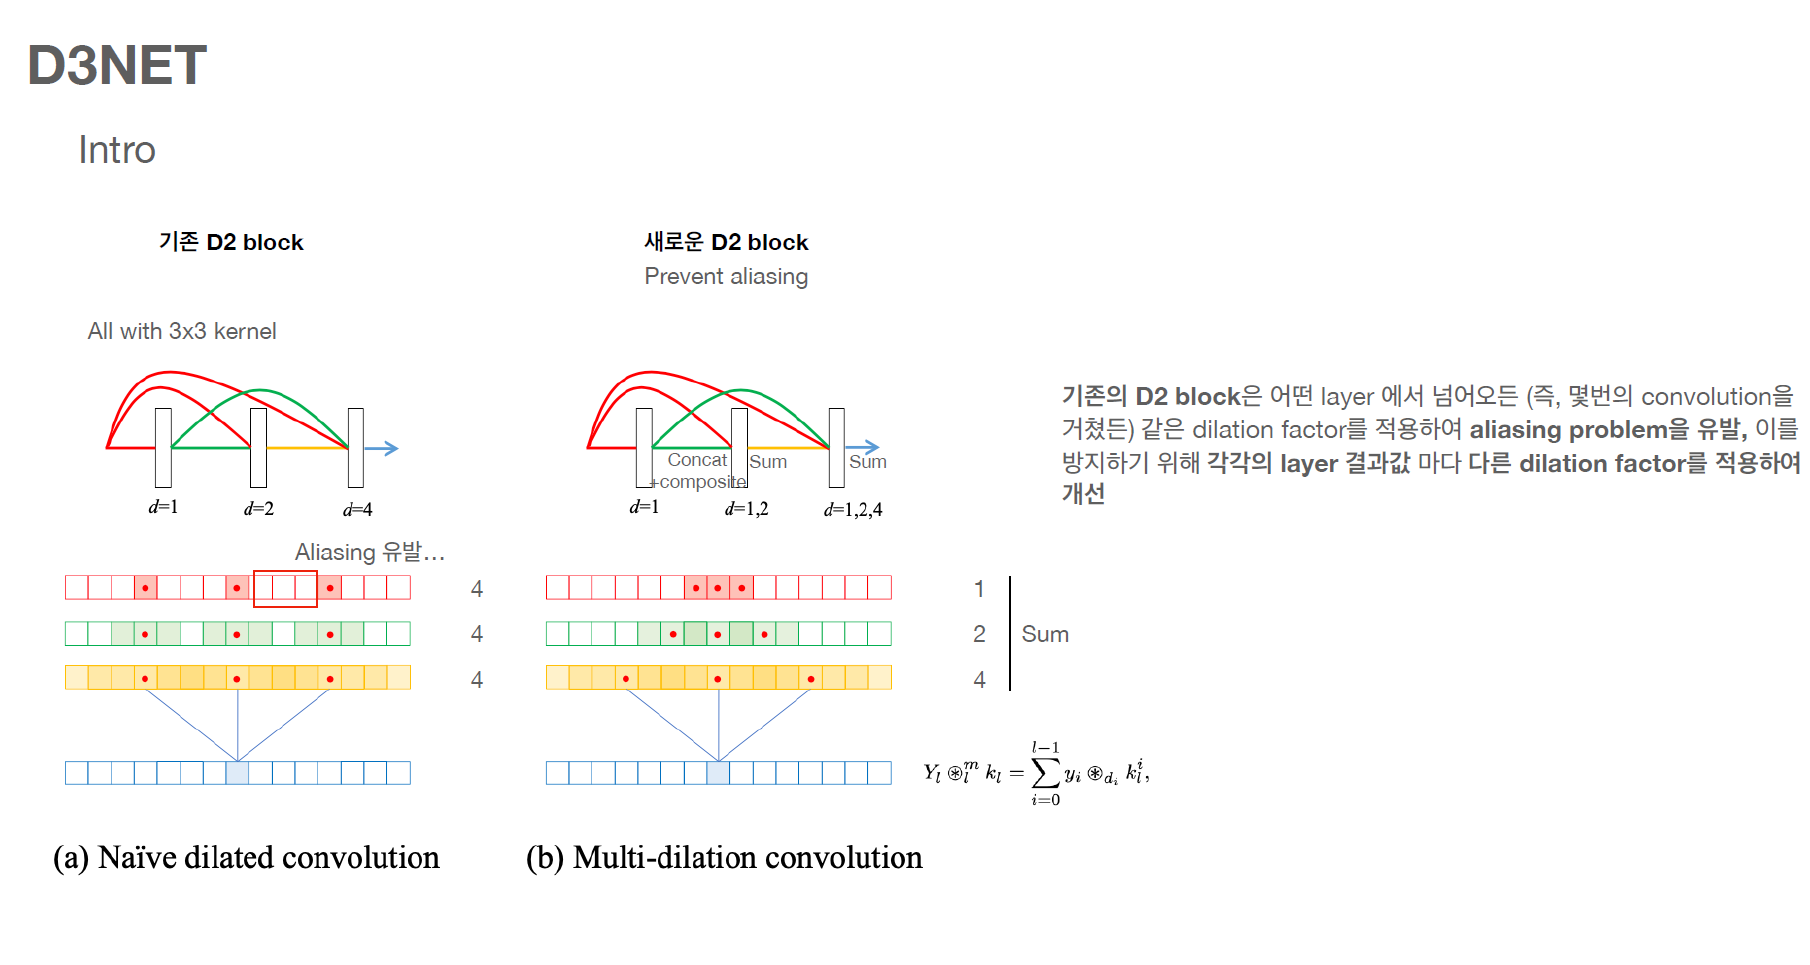 D3NET
Intro
기존 D2 block
새로운 D2 block
Prevent aliasing
All with 3x3 kernel
Concat
+composite
Sum
Sum
d=1
d=2
d=4
d=1
d=1,2
d=1,2,4
기존의 D2 block은 어떤 layer 에서 넘어오든 (즉, 몇번의 convolution을
거쳤든) 같은 dilation factor를 적용하여 aliasing problem을 유발, 이를
방지하기 위해 각각의 layer 결과값 마다 다른 dilation factor를 적용하여
개선
Aliasing 유발…
4
4
4
1
2
4
Sum
Y_l ⊛_l^m k_l = ∑_{i=0}^{l−1} y_i ⊛_{d_i} k_l^i,
(a) Naïve dilated convolution
(b) Multi-dilation convolution